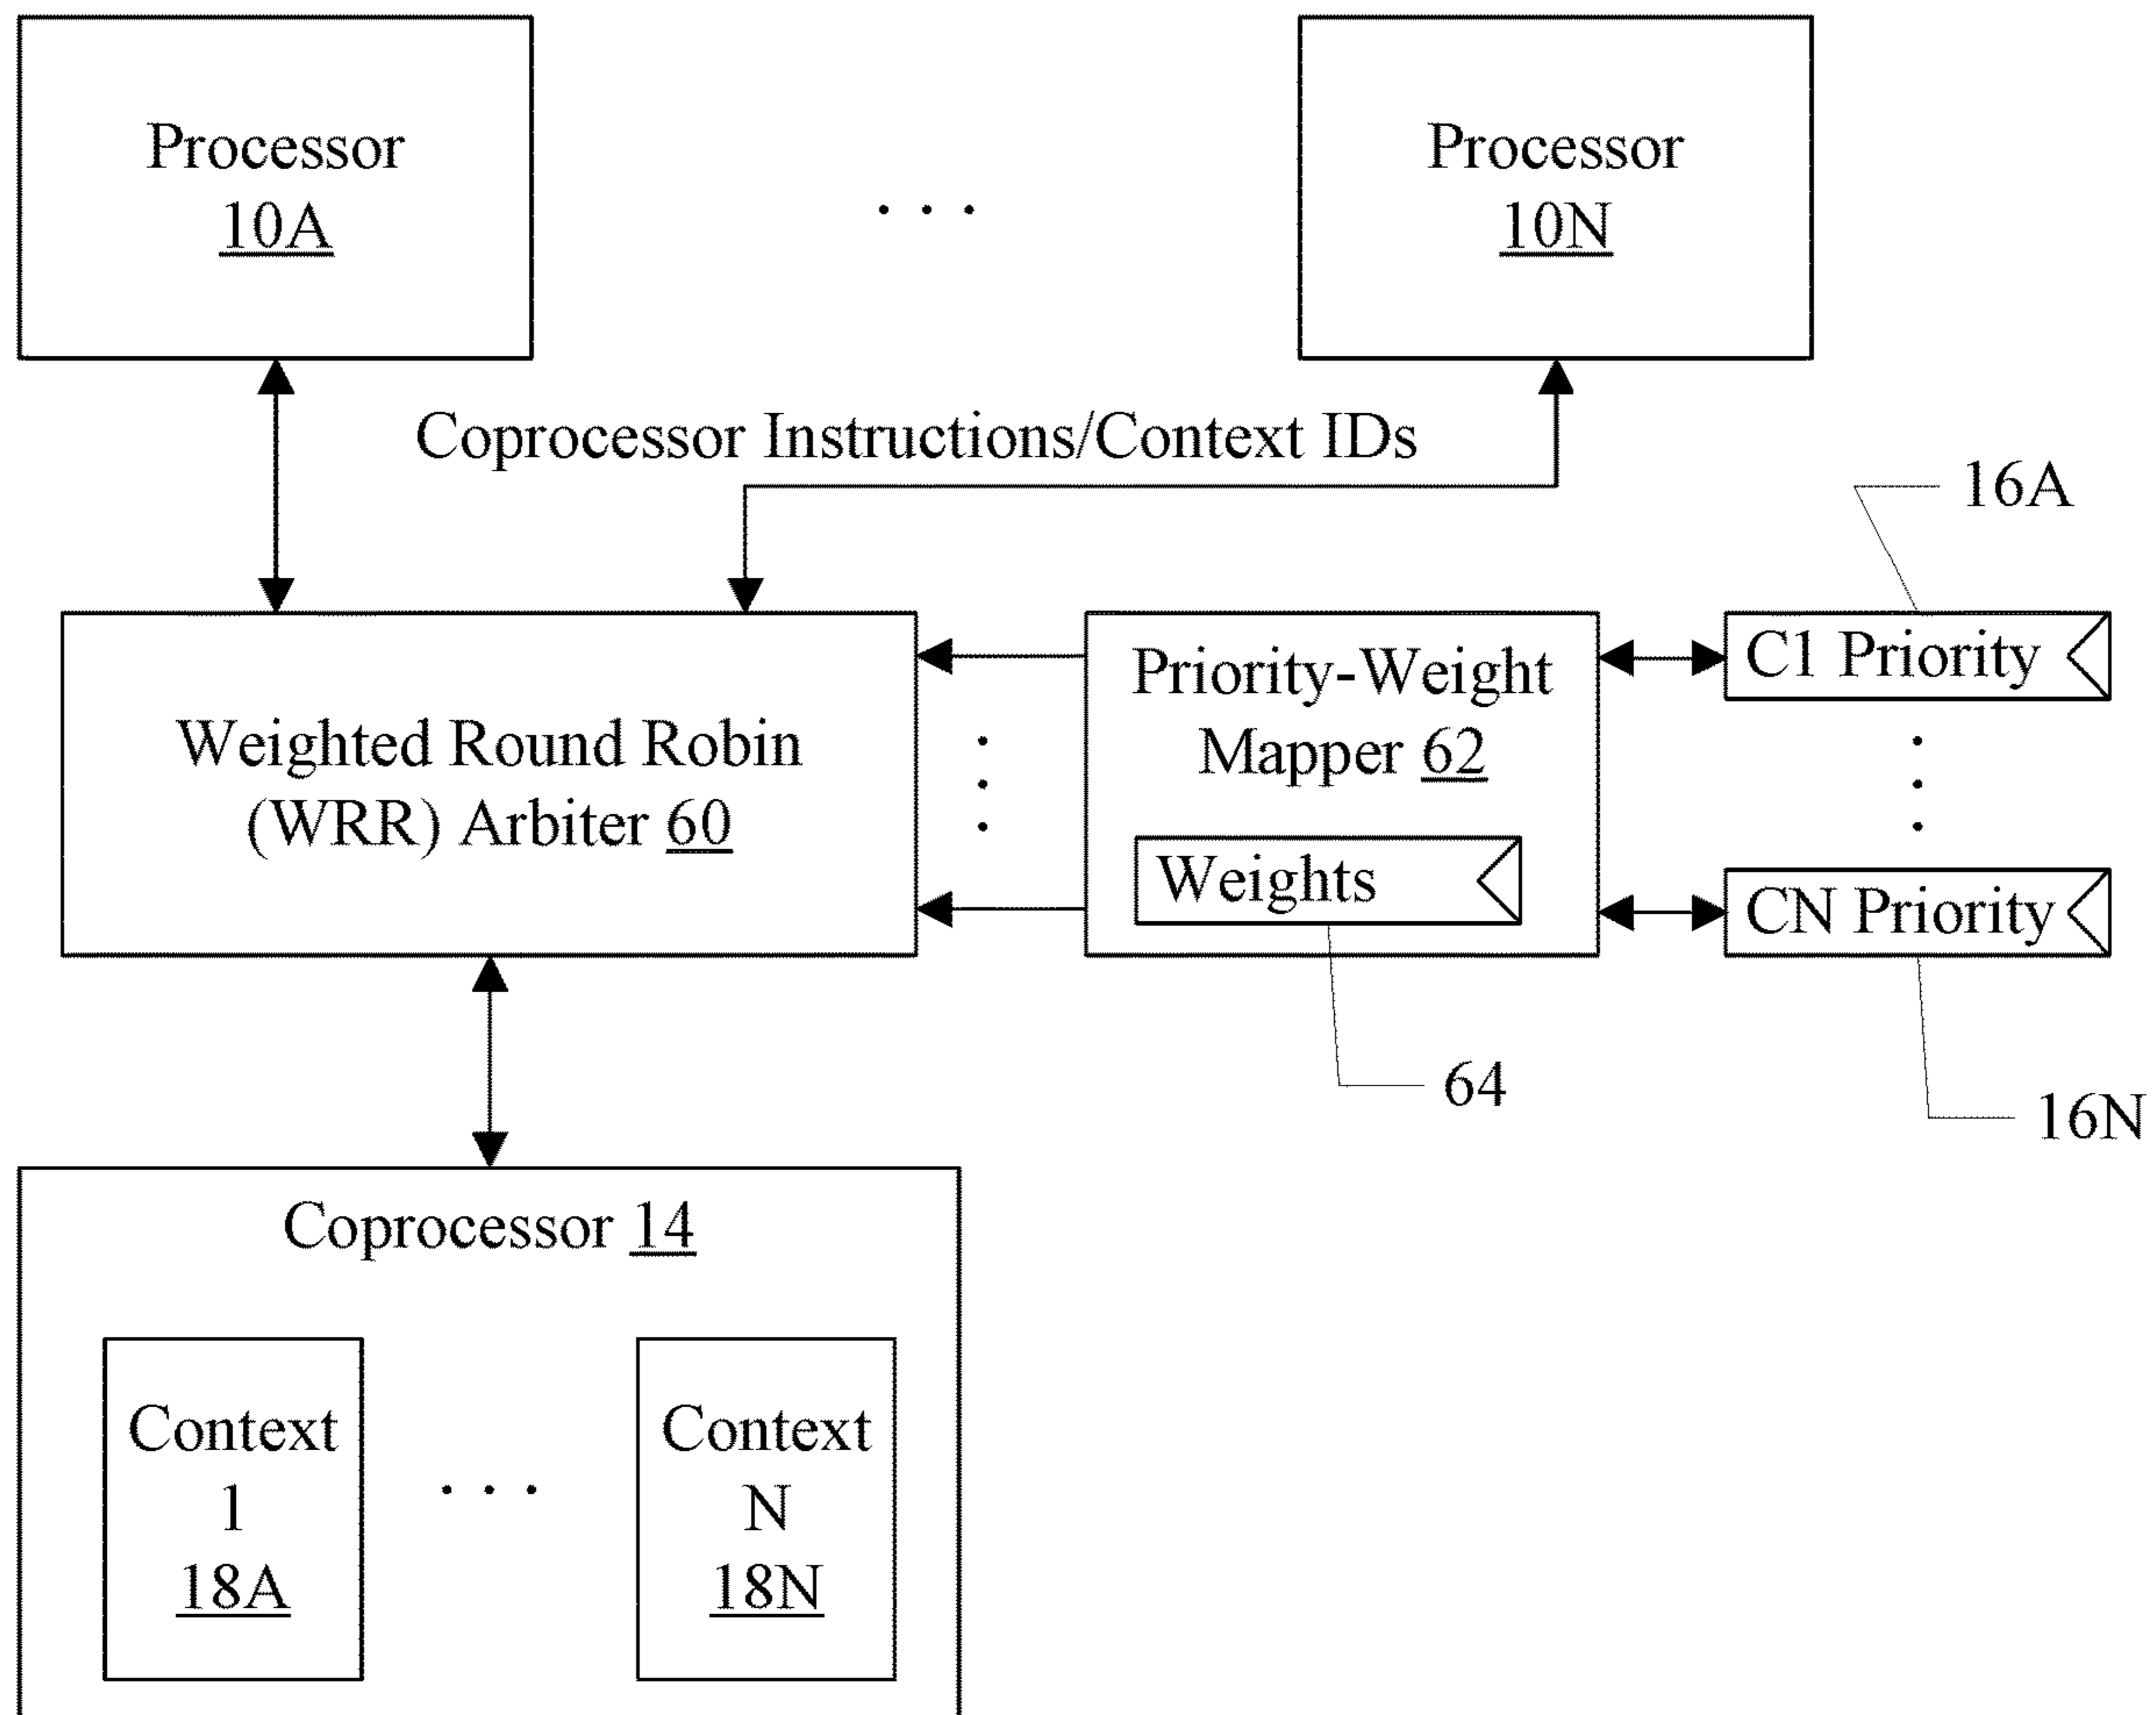 Processor
10A
. . .
Processor
10N
Coprocessor Instructions/Context IDs
16A
Weighted Round Robin
(WRR) Arbiter 60
Priority-Weight
Mapper 62
Weights
C1 Priority
CN Priority
64
16N
Coprocessor 14
Context
1
18A
. . .
Context
N
18N